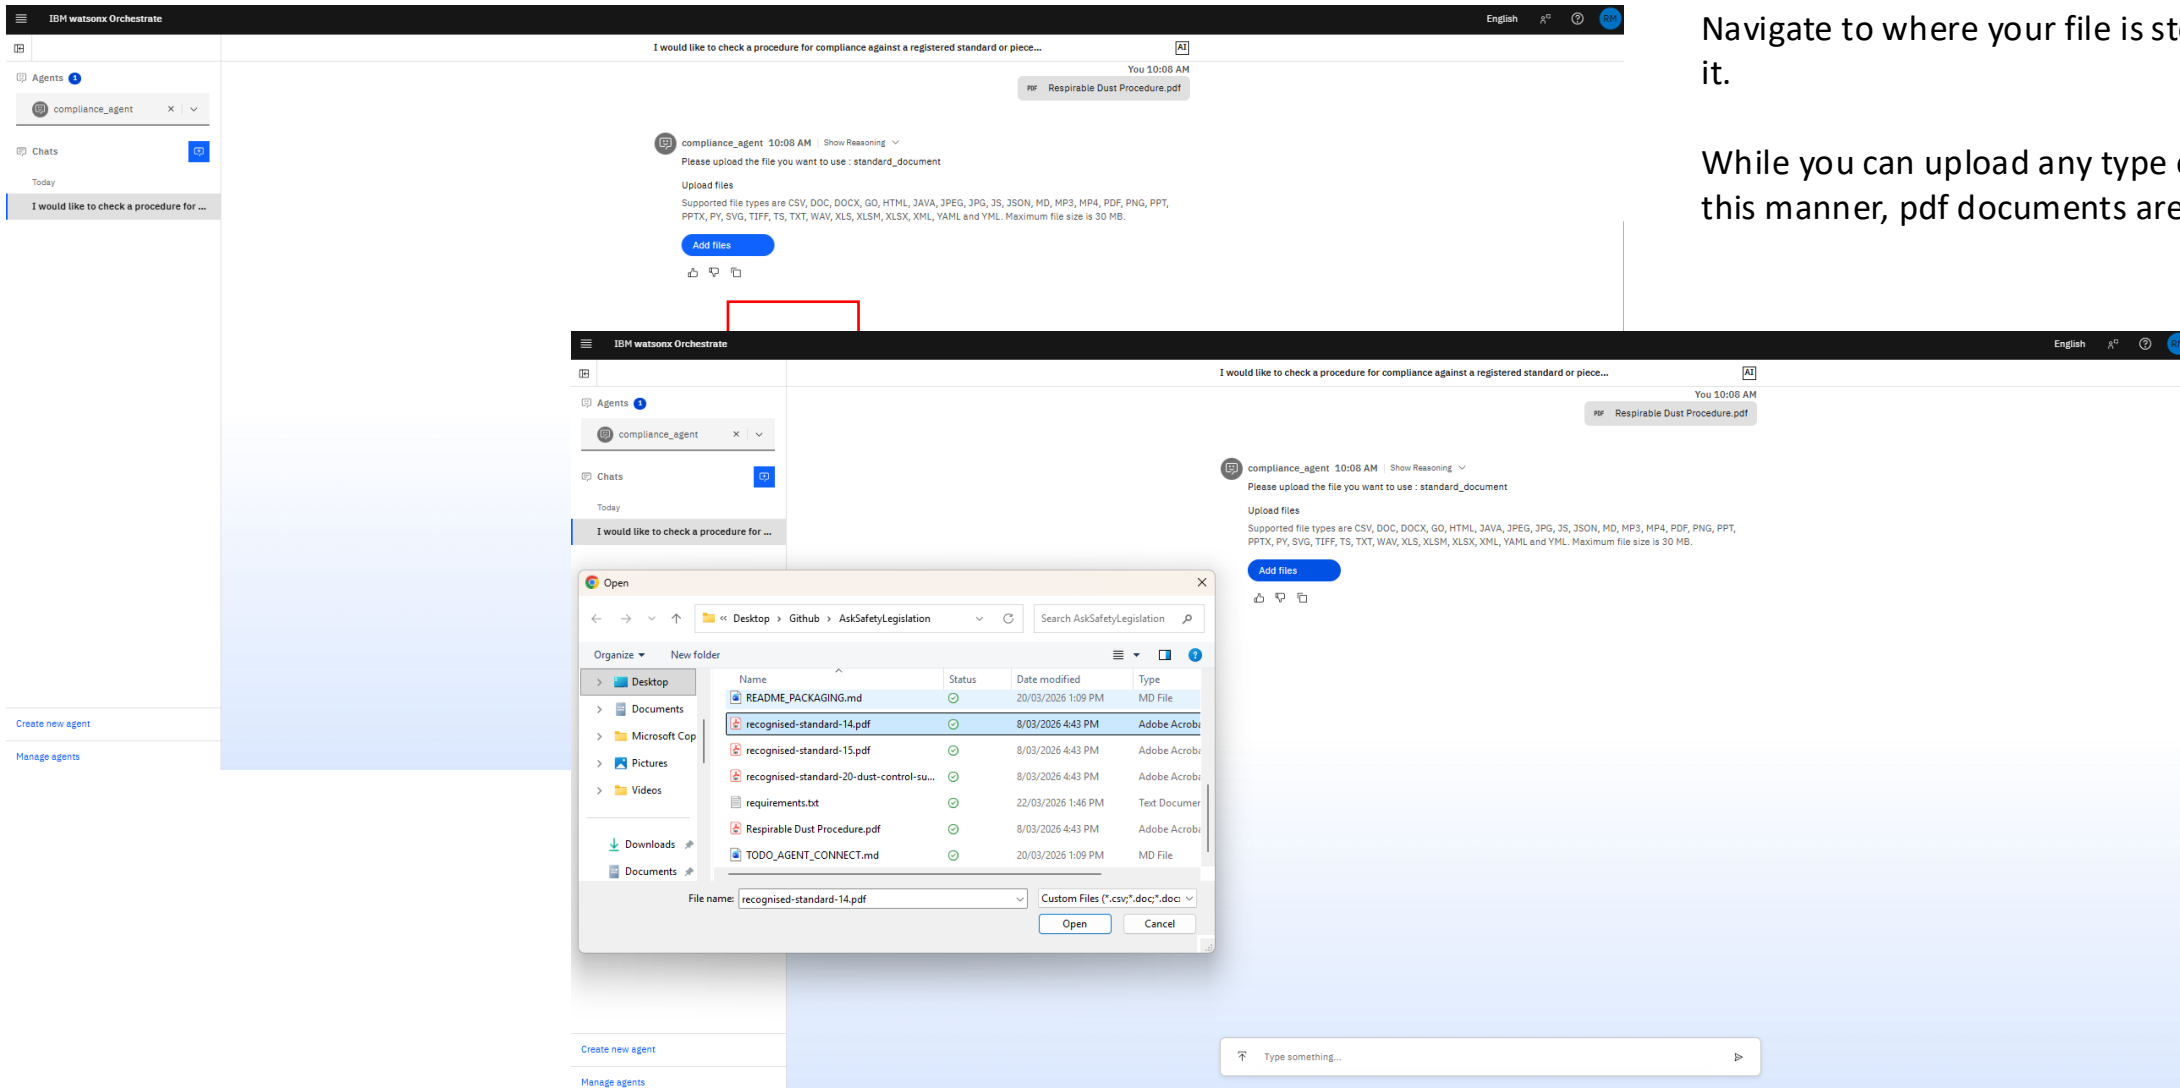 IBM watsonx Orchestrate
English
RM
I would like to check a procedure for compliance against a registered standard or piece...
AI
Agents 1
compliance_agent
Chats
Today
I would like to check a procedure for ...
You 10:08 AM
PDF Respirable Dust Procedure.pdf
compliance_agent 10:08 AM Show Reasoning
Please upload the file you want to use : standard_document
Upload files
Supported file types are CSV, DOC, DOCX, GO, HTML, JAVA, JPEG, JPG, JS, JSON, MD, MP3, MP4, PDF, PNG, PPT,
PPTX, PY, SVG, TIFF, TS, TXT, WAV, XLS, XLSM, XLSX, XML, YAML and YML. Maximum file size is 30 MB.
Add files
Create new agent
Manage agents
Navigate to where your file is
it.
While you can upload any type
this manner, pdf documents are
IBM watsonx Orchestrate
English
I would like to check a procedure for compliance against a registered standard or piece...
AI
Agents 1
compliance_agent
Chats
Today
I would like to check a procedure for ...
You 10:08 AM
PDF Respirable Dust Procedure.pdf
compliance_agent 10:08 AM Show Reasoning
Please upload the file you want to use : standard_document
Upload files
Supported file types are CSV, DOC, DOCX, GO, HTML, JAVA, JPEG, JPG, JS, JSON, MD, MP3, MP4, PDF, PNG, PPT,
PPTX, PY, SVG, TIFF, TS, TXT, WAV, XLS, XLSM, XLSX, XML, YAML and YML. Maximum file size is 30 MB.
Add files
Open
« Desktop › Github › AskSafetyLegislation
Search AskSafetyLegislation
Organize New folder
Desktop
Documents
Microsoft Cop
Pictures
Videos
Downloads
Documents
Name Status Date modified Type
README_PACKAGING.md 20/03/2026 1:09 PM MD File
recognised-standard-14.pdf 8/03/2026 4:43 PM Adobe Acroba
recognised-standard-15.pdf 8/03/2026 4:43 PM Adobe Acroba
recognised-standard-20-dust-control-su... 8/03/2026 4:43 PM Adobe Acroba
requirements.txt 22/03/2026 1:46 PM Text Documen
Respirable Dust Procedure.pdf 8/03/2026 4:43 PM Adobe Acroba
TODO_AGENT_CONNECT.md 20/03/2026 1:09 PM MD File
File name: recognised-standard-14.pdf
Custom Files (*.csv;*.doc;*.doc
Open Cancel
Create new agent
Manage agents
Type something...